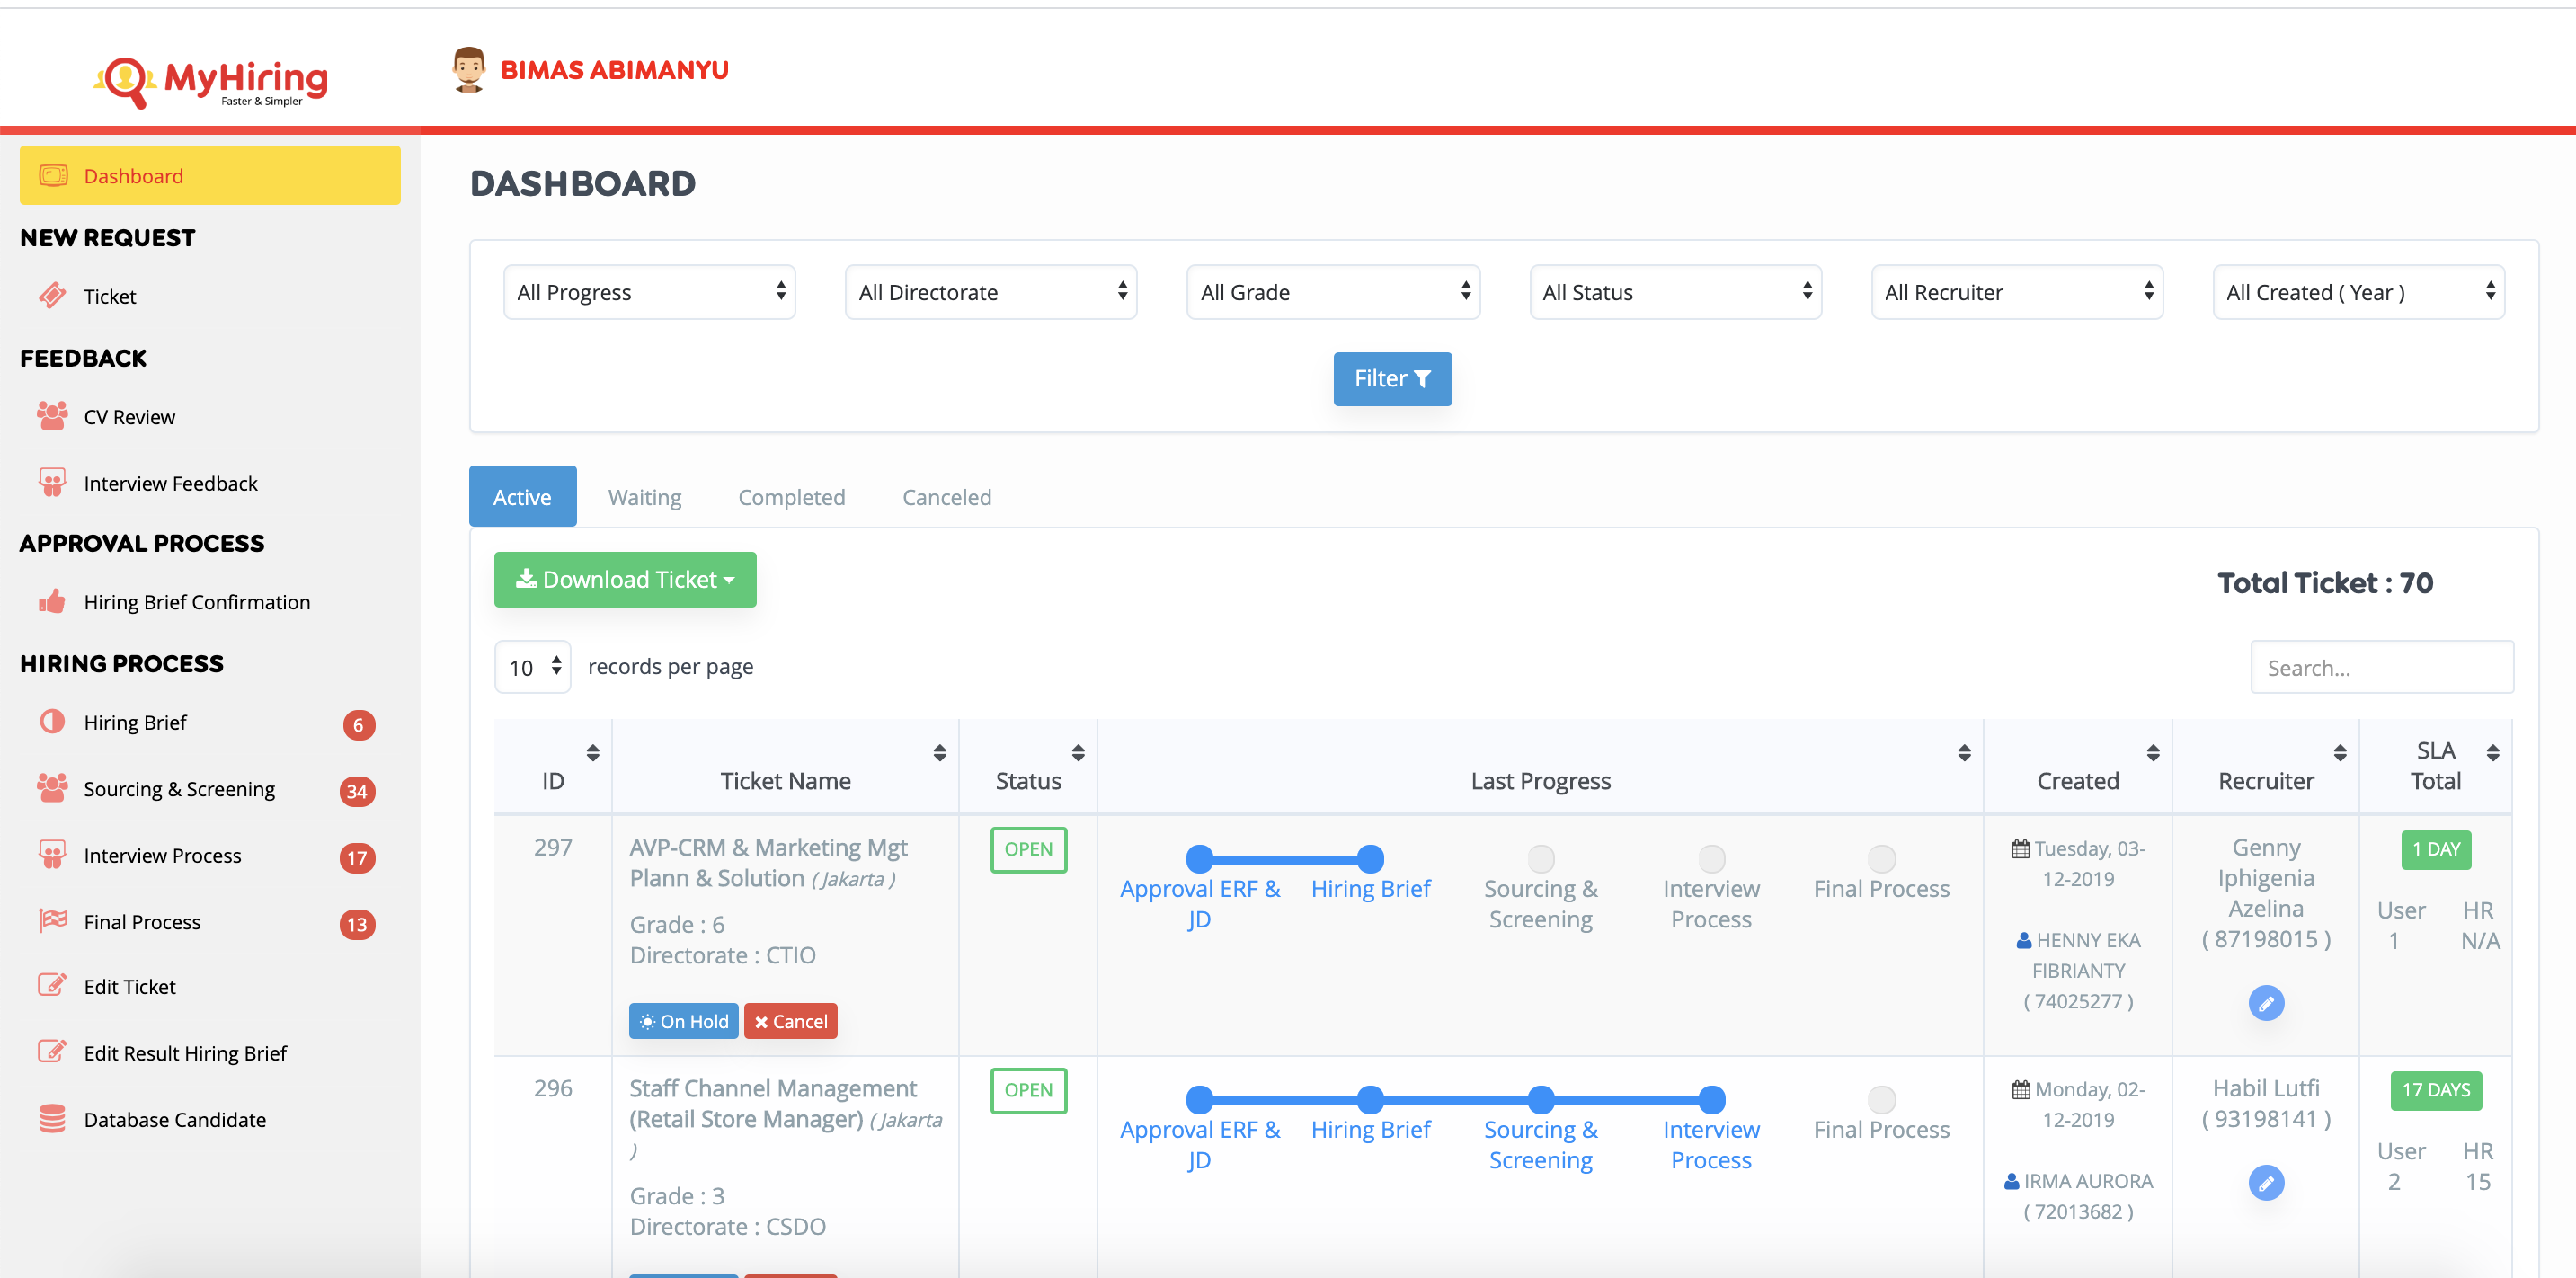 MyHiring
Faster & Simpler
BIMAS ABIMANYU
Dashboard
NEW REQUEST
Ticket
FEEDBACK
CV Review
Interview Feedback
APPROVAL PROCESS
Hiring Brief Confirmation
HIRING PROCESS
Hiring Brief 6
Sourcing & Screening 34
Interview Process 17
Final Process 13
Edit Ticket
Edit Result Hiring Brief
Database Candidate
DASHBOARD
All Progress All Directorate All Grade All Status All Recruiter All Created ( Year )
Filter
Active Waiting Completed Canceled
Download Ticket
Total Ticket : 70
10 records per page
Search...
ID Ticket Name Status Last Progress Created Recruiter SLA
Total
297
AVP-CRM & Marketing Mgt
Plann & Solution ( Jakarta )
Grade : 6
Directorate : CTIO
On Hold Cancel
OPEN
Approval ERF &
JD
Hiring Brief
Sourcing &
Screening
Interview
Process
Final Process
Tuesday, 03-
12-2019
HENNY EKA
FIBRIANTY
( 74025277 )
Genny
Iphigenia
Azelina
( 87198015 )
1 DAY
User HR
1 N/A
296
Staff Channel Management
(Retail Store Manager) ( Jakarta
)
Grade : 3
Directorate : CSDO
OPEN
Approval ERF &
JD
Hiring Brief
Sourcing &
Screening
Interview
Process
Final Process
Monday, 02-
12-2019
IRMA AURORA
( 72013682 )
Habil Lutfi
( 93198141 )
17 DAYS
User HR
2 15